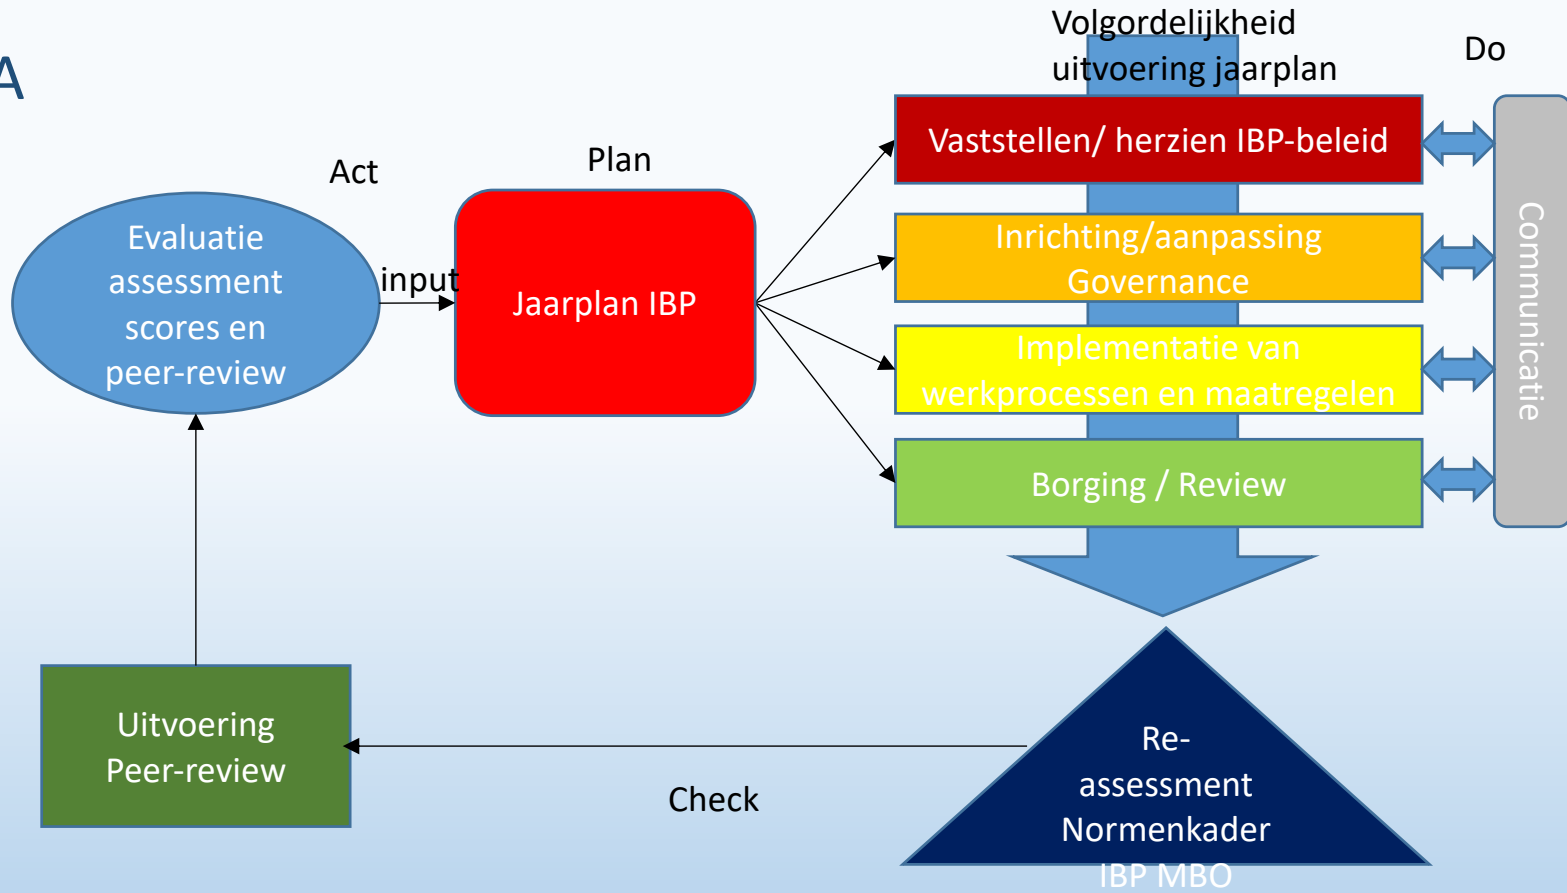 A
Volgordelijkheid
uitvoering jaarplan
Do
Act
Plan
Vaststellen/ herzien IBP-beleid
Evaluatie
assessment
scores en
peer-review
input
Jaarplan IBP
Inrichting/aanpassing
Governance
Implementatie van
werkprocessen en maatregelen
Borging / Review
Communicatie
Uitvoering
Peer-review
Check
Re-
assessment
Normenkader
IBP MBO